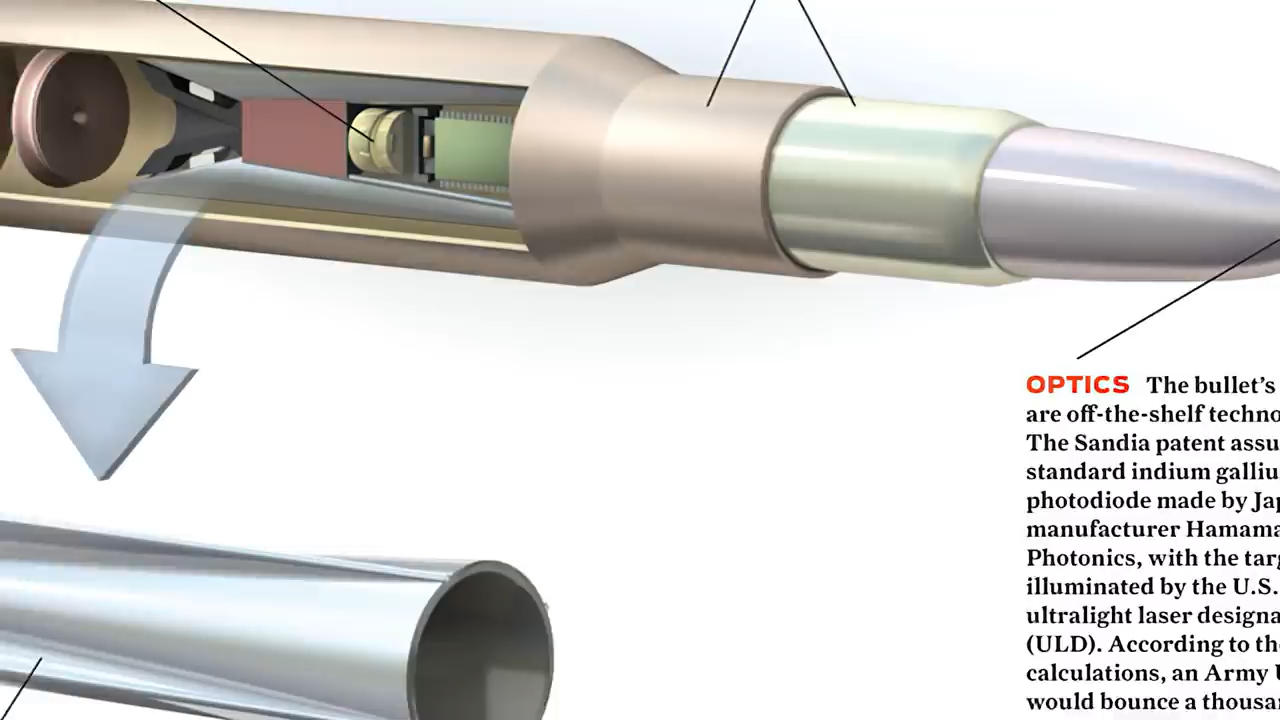 OPTICS The bullet's
are off-the-shelf techno
The Sandia patent assu
standard indium galliu
photodiode made by Jap
manufacturer Hamama
Photonics, with the targ
illuminated by the U.S.
ultralight laser designa
(ULD). According to the
calculations, an Army U
would bounce a thousan